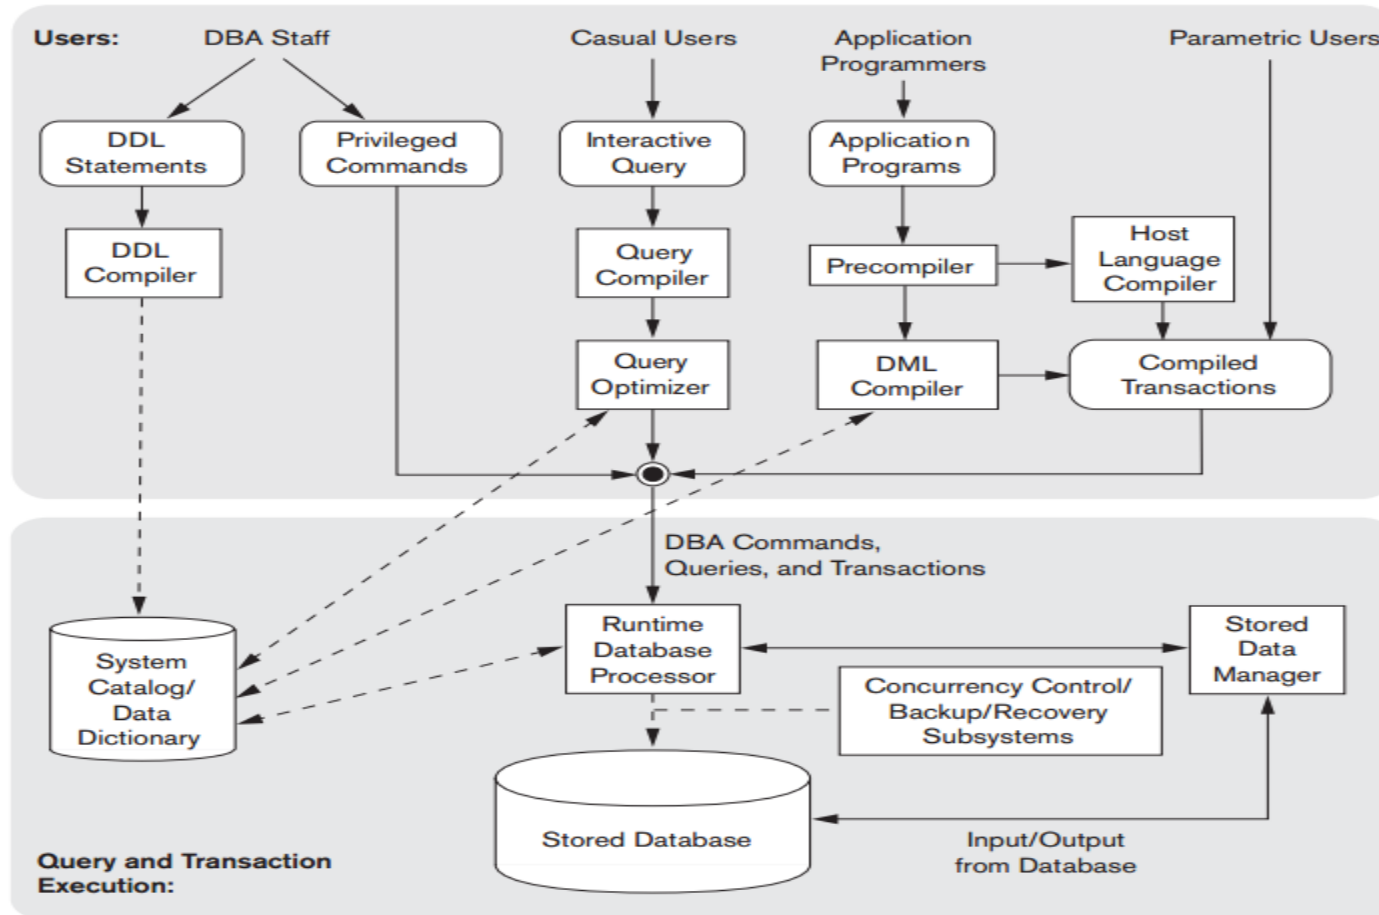 Users:
DBA Staff
Casual Users
Application
Programmers
Parametric Users
DDL
Statements
Privileged
Commands
Interactive
Query
Application
Programs
DDL
Compiler
Query
Compiler
Precompiler
Host
Language
Compiler
Query
Optimizer
DML
Compiler
Compiled
Transactions
DBA Commands,
Queries, and Transactions
System
Catalog/
Data
Dictionary
Runtime
Database
Processor
Stored
Data
Manager
Concurrency Control/
Backup/Recovery
Subsystems
Stored Database
Input/Output
from Database
Query and Transaction
Execution: